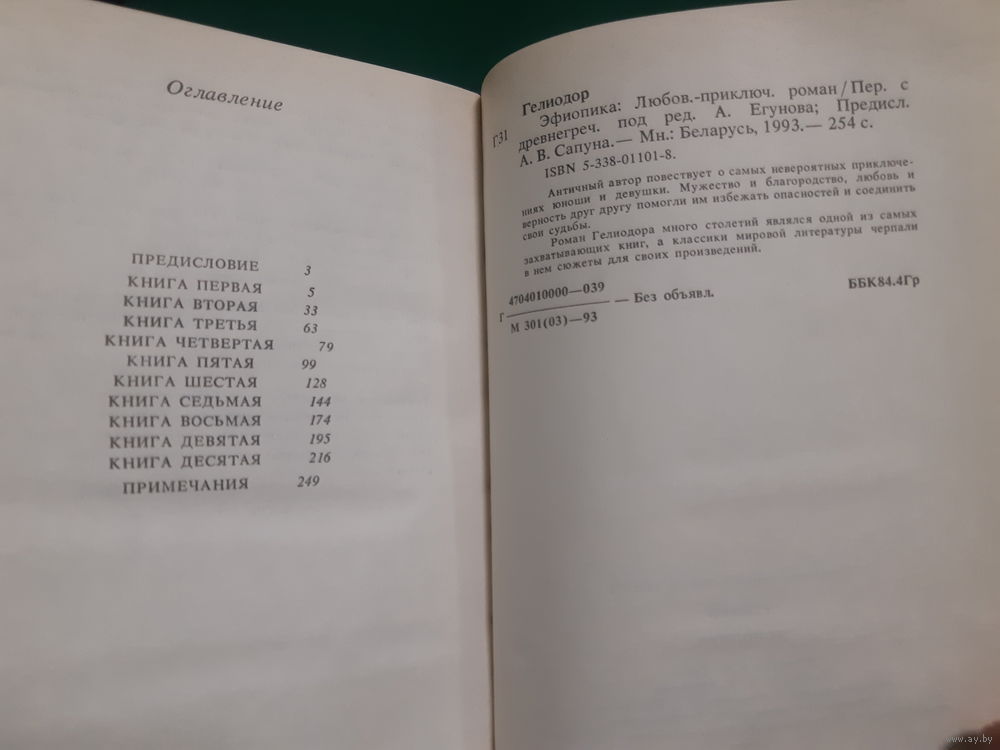 Оглавление
ПРЕДИСЛОВИЕ 3
КНИГА ПЕРВАЯ 5
КНИГА ВТОРАЯ 33
КНИГА ТРЕТЬЯ 63
КНИГА ЧЕТВЕРТАЯ 79
КНИГА ПЯТАЯ 99
КНИГА ШЕСТАЯ 128
КНИГА СЕДЬМАЯ 144
КНИГА ВОСЬМАЯ 174
КНИГА ДЕВЯТАЯ 195
КНИГА ДЕСЯТАЯ 216
ПРИМЕЧАНИЯ 249
Гелиодор
Г31 Эфиопика: Любов.-приключ. роман / Пер. с
древнегреч. под ред. А. Егунова; Предисл.
А. В. Сапуна.— Мн.: Беларусь, 1993.— 254 с.
ISBN 5-338-01101-8.
Античный автор повествует о самых невероятных приключе-
ниях юноши и девушки. Мужество и благородство, любовь и
верность друг другу помогли им избежать опасностей и соединить
свои судьбы.
Роман Гелиодора много столетий являлся одной из самых
захватывающих книг, а классики мировой литературы черпали
в нем сюжеты для своих произведений.
4704010000—039
Г — Без объявл. ББК84.4Гр
М 301(03)—93
www.ay.by